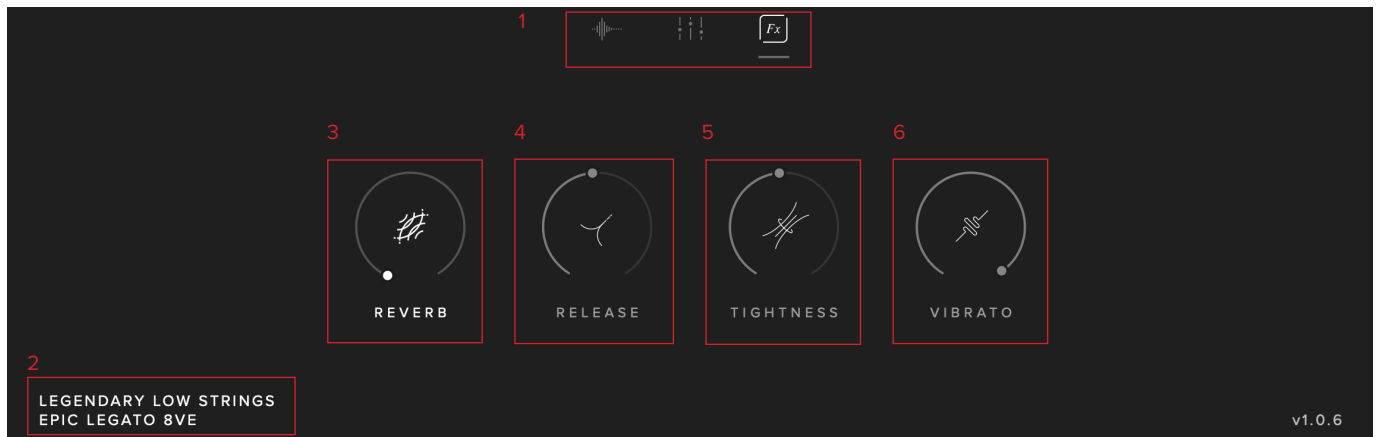 1
Fx
3
4
5
6
REVERB
RELEASE
TIGHTNESS
VIBRATO
2
LEGENDARY LOW STRINGS
EPIC LEGATO 8VE
v1.0.6